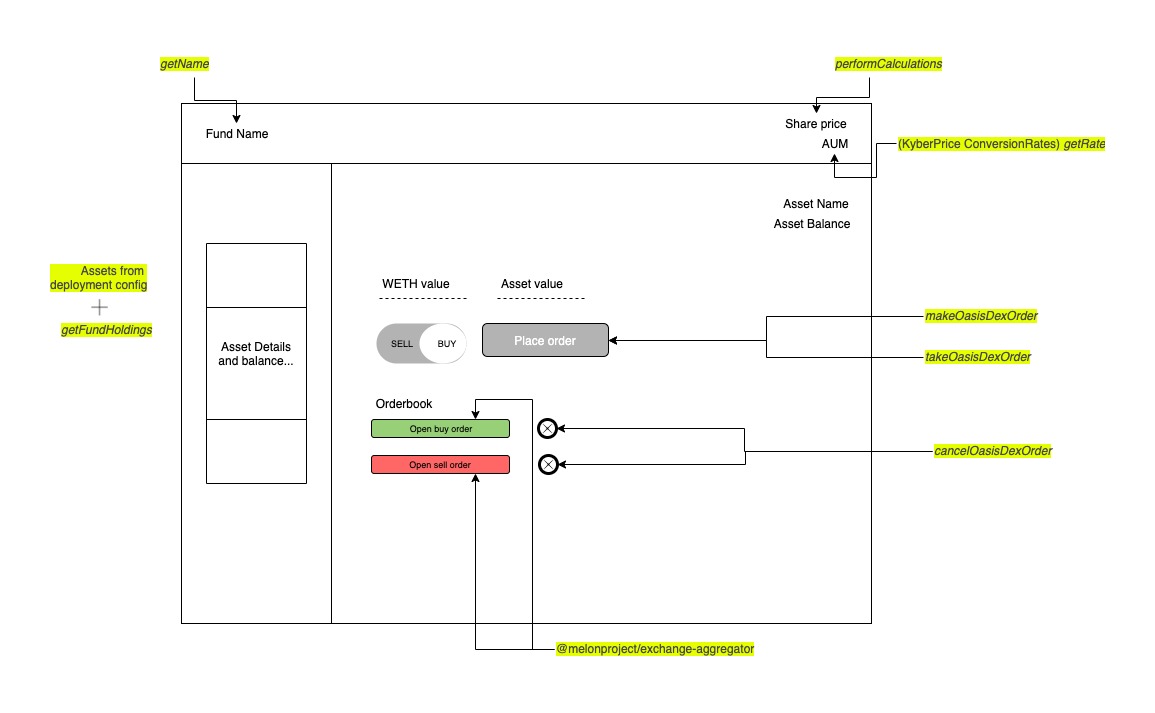 getName
performCalculations
Fund Name
Share price
AUM
(KyberPrice ConversionRates) getRate
Asset Name
Asset Balance
Assets from
deployment config
getFundHoldings
WETH value
Asset value
makeOasisDexOrder
SELL
BUY
Place order
takeOasisDexOrder
Asset Details
and balance...
Orderbook
Open buy order
cancelOasisDexOrder
Open sell order
@melonproject/exchange-aggregator